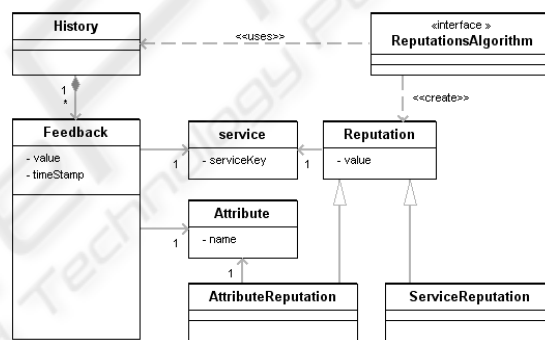 History
<<uses>>
«interface »
ReputationsAlgorithm
1
*
<<create>>
Feedback
- value
- timeStamp
1
service
- serviceKey
1
Reputation
- value
1
Attribute
- name
1
AttributeReputation
ServiceReputation
Technology